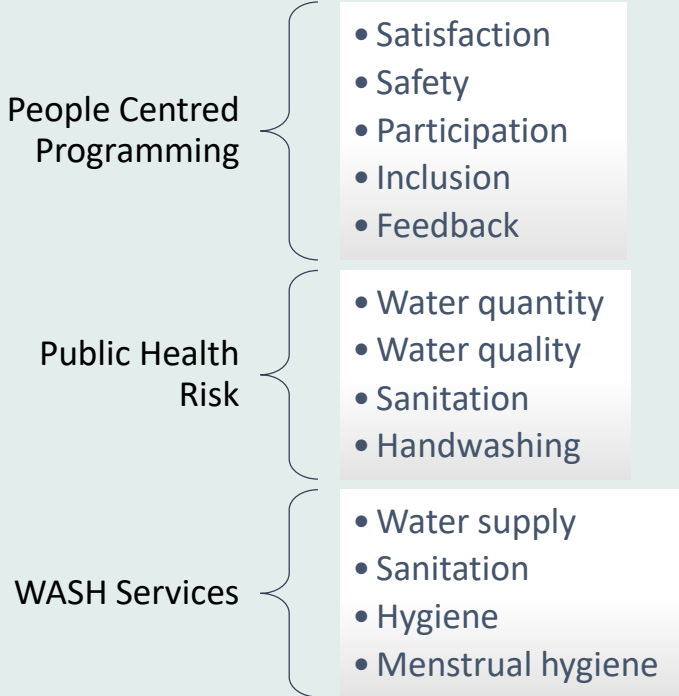 People Centred
Programming
• Satisfaction
• Safety
• Participation
• Inclusion
• Feedback
Public Health
Risk
• Water quantity
• Water quality
• Sanitation
• Handwashing
WASH Services
• Water supply
• Sanitation
• Hygiene
• Menstrual hygiene